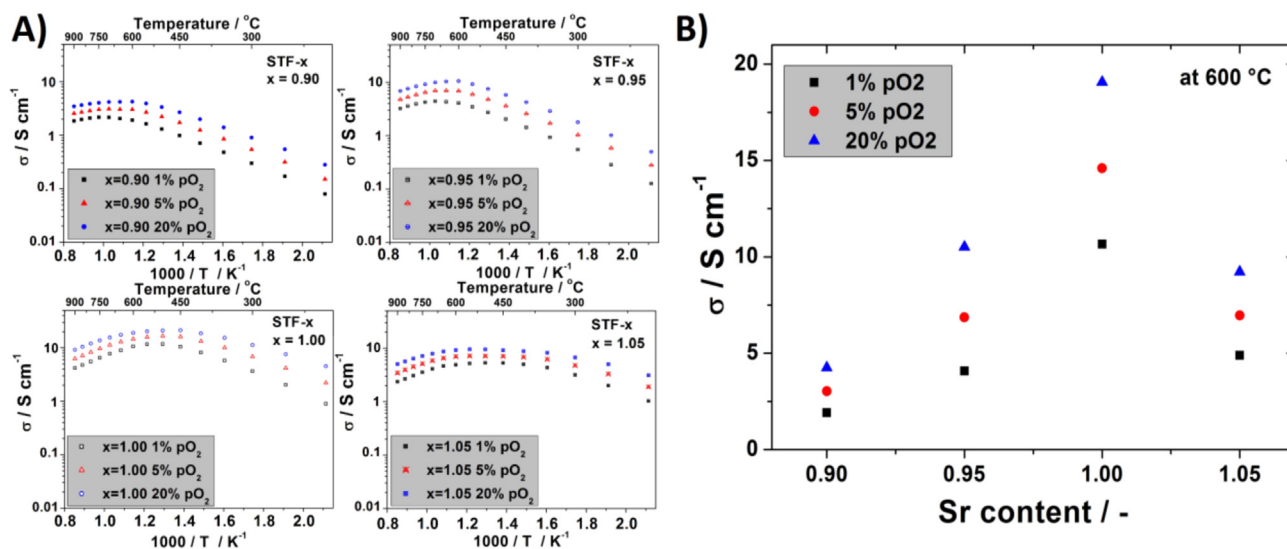 A)
Temperature / °C
900 750 600 450 300
STF-x
x = 0.90
10
1
0.1
0.01
σ / S cm⁻¹
x=0.90 1% pO₂
x=0.90 5% pO₂
x=0.90 20% pO₂
0.8 1.0 1.2 1.4 1.6 1.8 2.0
1000 / T / K⁻¹
Temperature / °C
900 750 600 450 300
STF-x
x = 0.95
10
1
0.1
0.01
σ / S cm⁻¹
x=0.95 1% pO₂
x=0.95 5% pO₂
x=0.95 20% pO₂
0.8 1.0 1.2 1.4 1.6 1.8 2.0
1000 / T / K⁻¹
Temperature / °C
900 750 600 450 300
STF-x
x = 1.00
10
1
0.1
0.01
σ / S cm⁻¹
x=1.00 1% pO₂
x=1.00 5% pO₂
x=1.00 20% pO₂
0.8 1.0 1.2 1.4 1.6 1.8 2.0
1000 / T / K⁻¹
Temperature / °C
900 750 600 450 300
STF-x
x = 1.05
10
1
0.1
0.01
σ / S cm⁻¹
x=1.05 1% pO₂
x=1.05 5% pO₂
x=1.05 20% pO₂
0.8 1.0 1.2 1.4 1.6 1.8 2.0
1000 / T / K⁻¹
B)
20
15
10
5
0
σ / S cm⁻¹
1% pO2
5% pO2
20% pO2
at 600 °C
0.90 0.95 1.00 1.05
Sr content / -